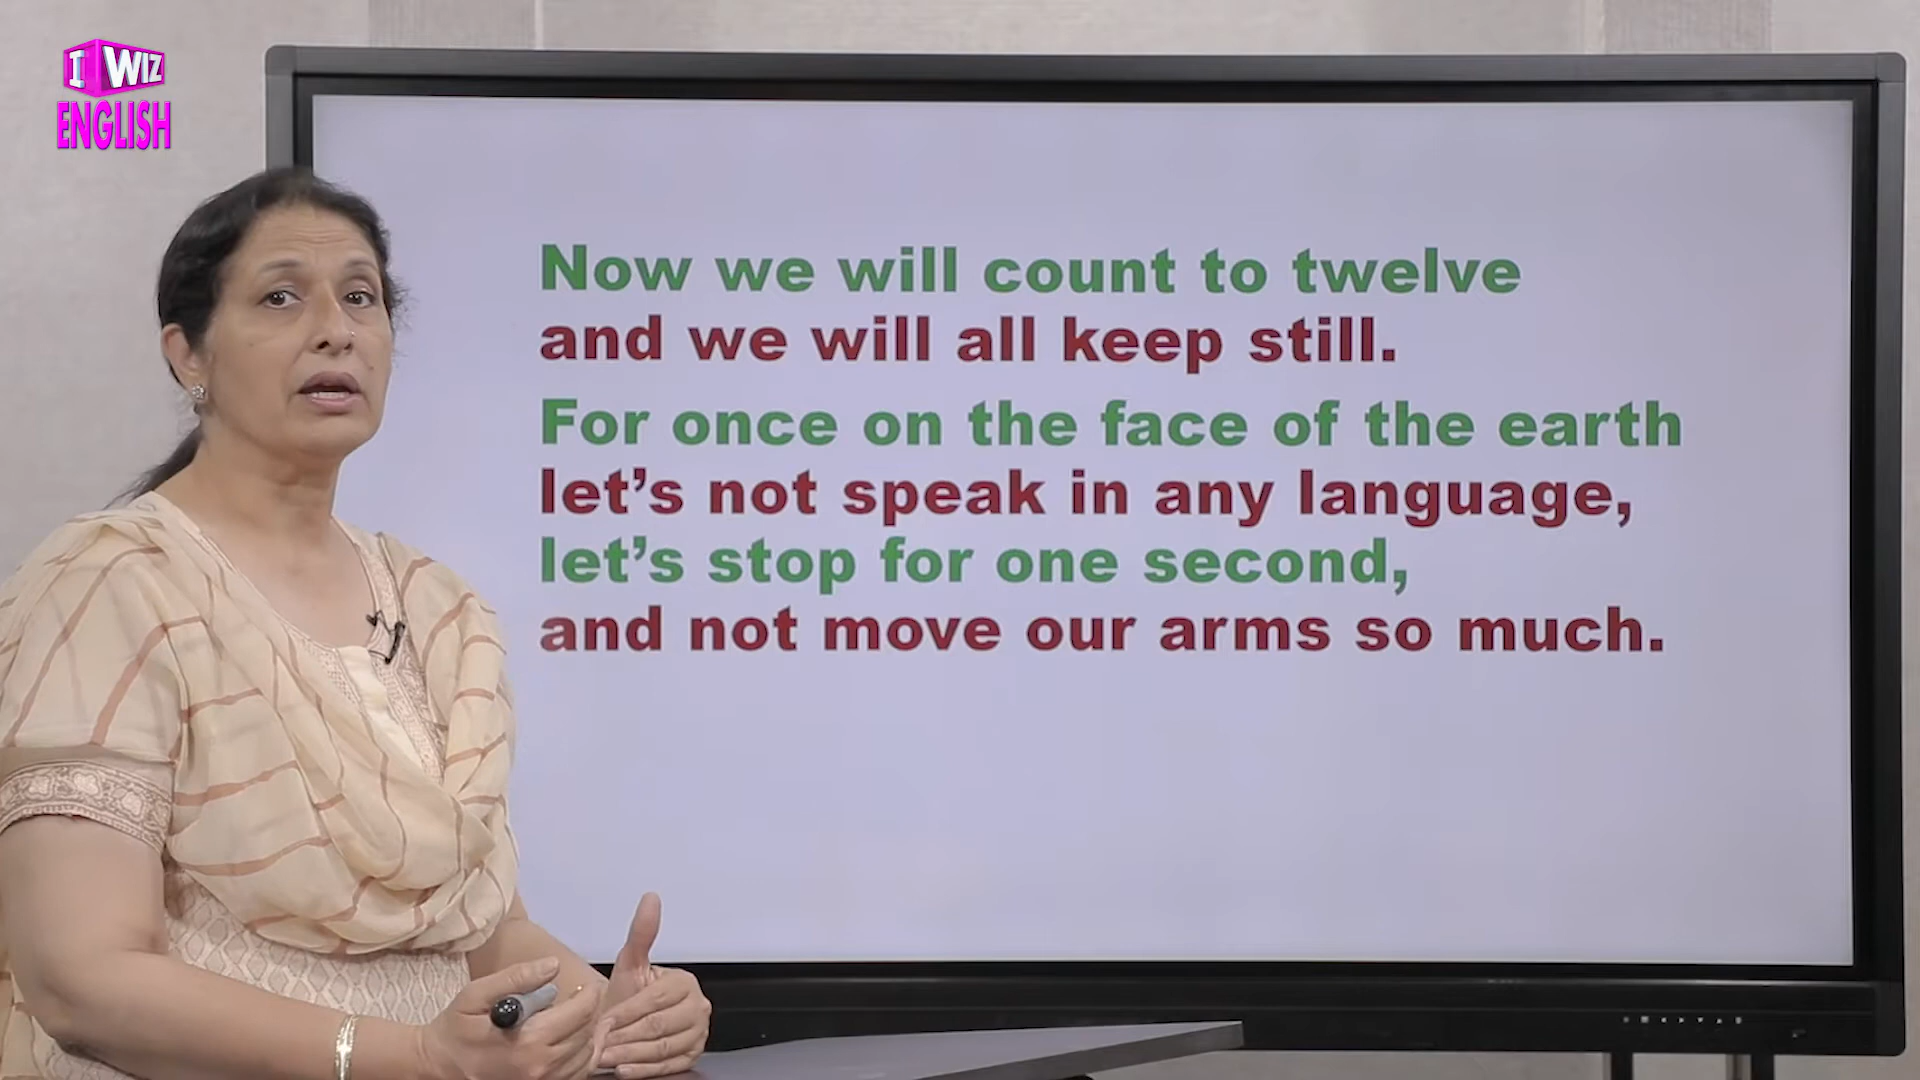 I WIZ
ENGLISH
Now we will count to twelve
and we will all keep still.
For once on the face of the earth
let’s not speak in any language,
let’s stop for one second,
and not move our arms so much.